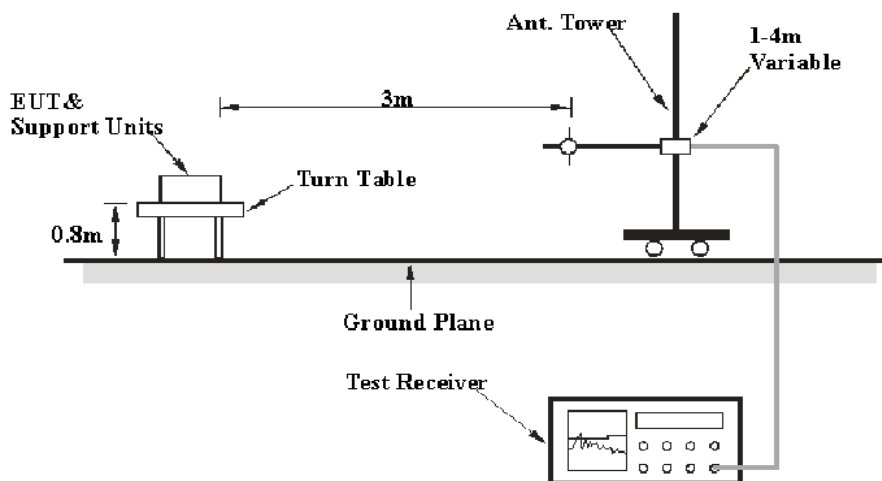 Ant. Tower
1-4m
Variable
3m
EUT &
Support Units
Turn Table
0.8m
Ground Plane
Test Receiver